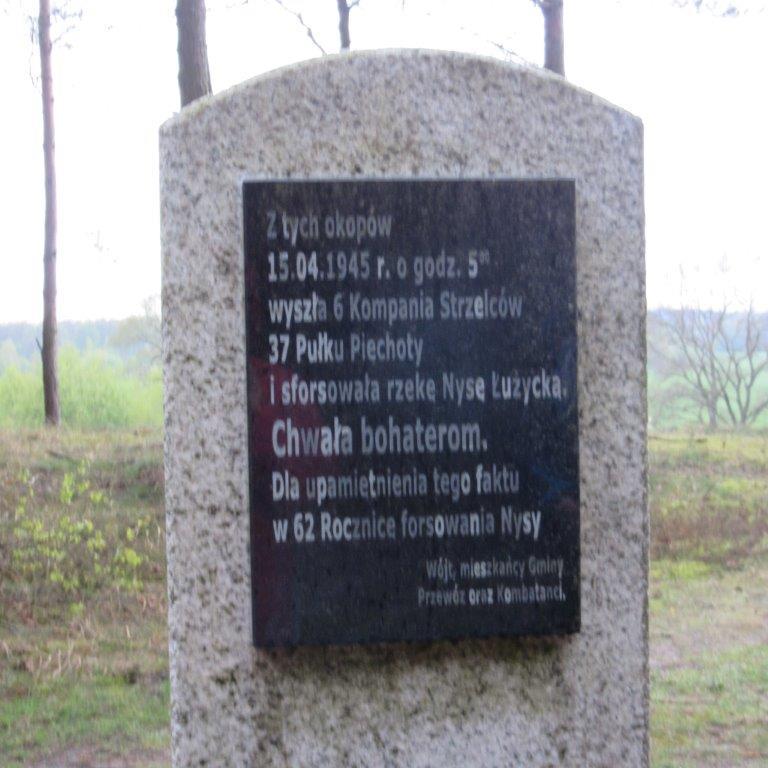 Z tych okopów
15.04.1945 r. o godz. 5⁰⁰
wyszła 6 Kompania Strzelców
37 Pułku Piechoty
i sforsowała rzekę Nysę Łużycką.
Chwała bohaterom.
Dla upamiętnienia tego faktu
w 62 Rocznicę forsowania Nysy
Wójt, mieszkańcy Gminy
Przewóz oraz Kombatanci.